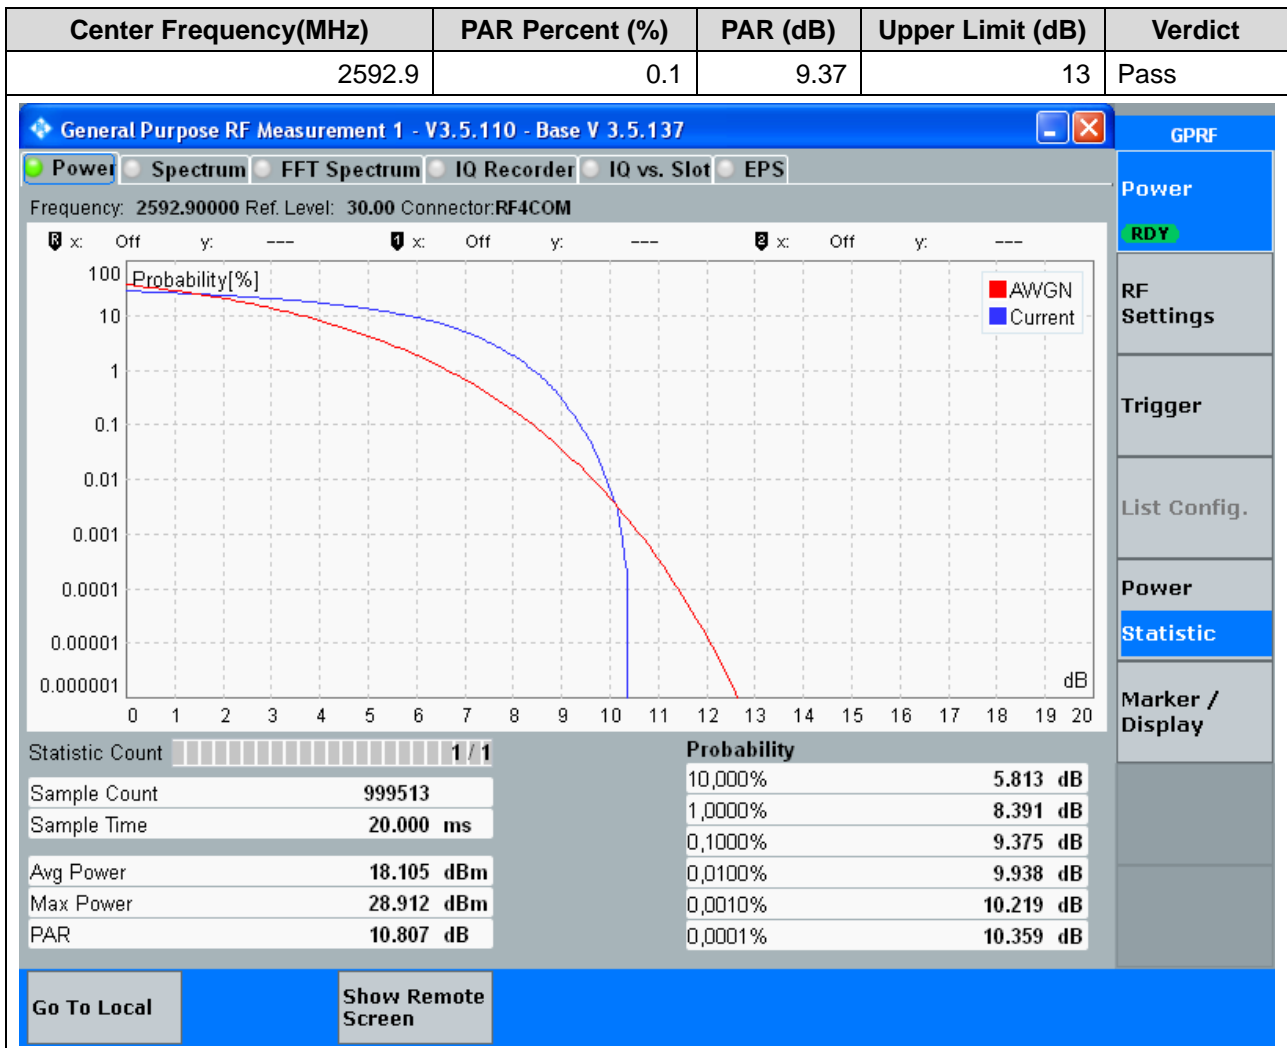 Center Frequency(MHz) PAR Percent (%) PAR (dB) Upper Limit (dB) Verdict
2592.9 0.1 9.37 13 Pass
General Purpose RF Measurement 1 - V3.5.110 - Base V 3.5.137
GPRF
Power Spectrum FFT Spectrum IQ Recorder IQ vs. Slot EPS
Frequency: 2592.90000 Ref. Level: 30.00 Connector:RF4COM
R x: Off y: --- 1 x: Off y: --- 2 x: Off y: ---
Probability[%]
100
10
1
0.1
0.01
0.001
0.0001
0.00001
0.000001
AWGN
Current
dB
0 1 2 3 4 5 6 7 8 9 10 11 12 13 14 15 16 17 18 19 20
Statistic Count 1 / 1
Sample Count 999513
Sample Time 20.000 ms
Avg Power 18.105 dBm
Max Power 28.912 dBm
PAR 10.807 dB
Probability
10,000% 5.813 dB
1,0000% 8.391 dB
0,1000% 9.375 dB
0,0100% 9.938 dB
0,0010% 10.219 dB
0,0001% 10.359 dB
Power
RDY
RF
Settings
Trigger
List Config.
Power
Statistic
Marker /
Display
Go To Local
Show Remote
Screen